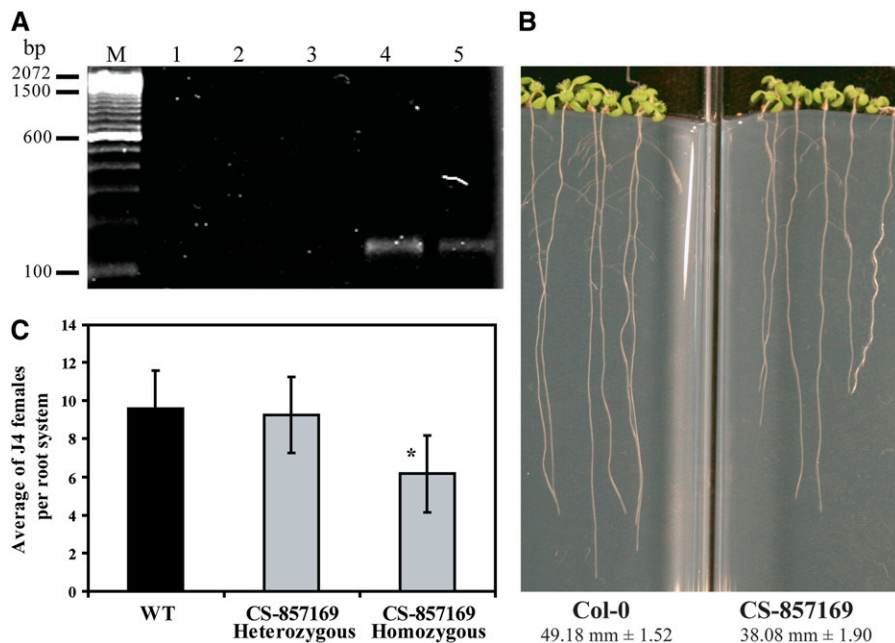 A
bp M 1 2 3 4 5
2072
1500
600
100
B
Col-0 CS-857169
49.18 mm ± 1.52 38.08 mm ± 1.90
C
Average of J4 females
per root system
14
12
10
8
6
4
2
0
*
WT CS-857169 CS-857169
Heterozygous Homozygous